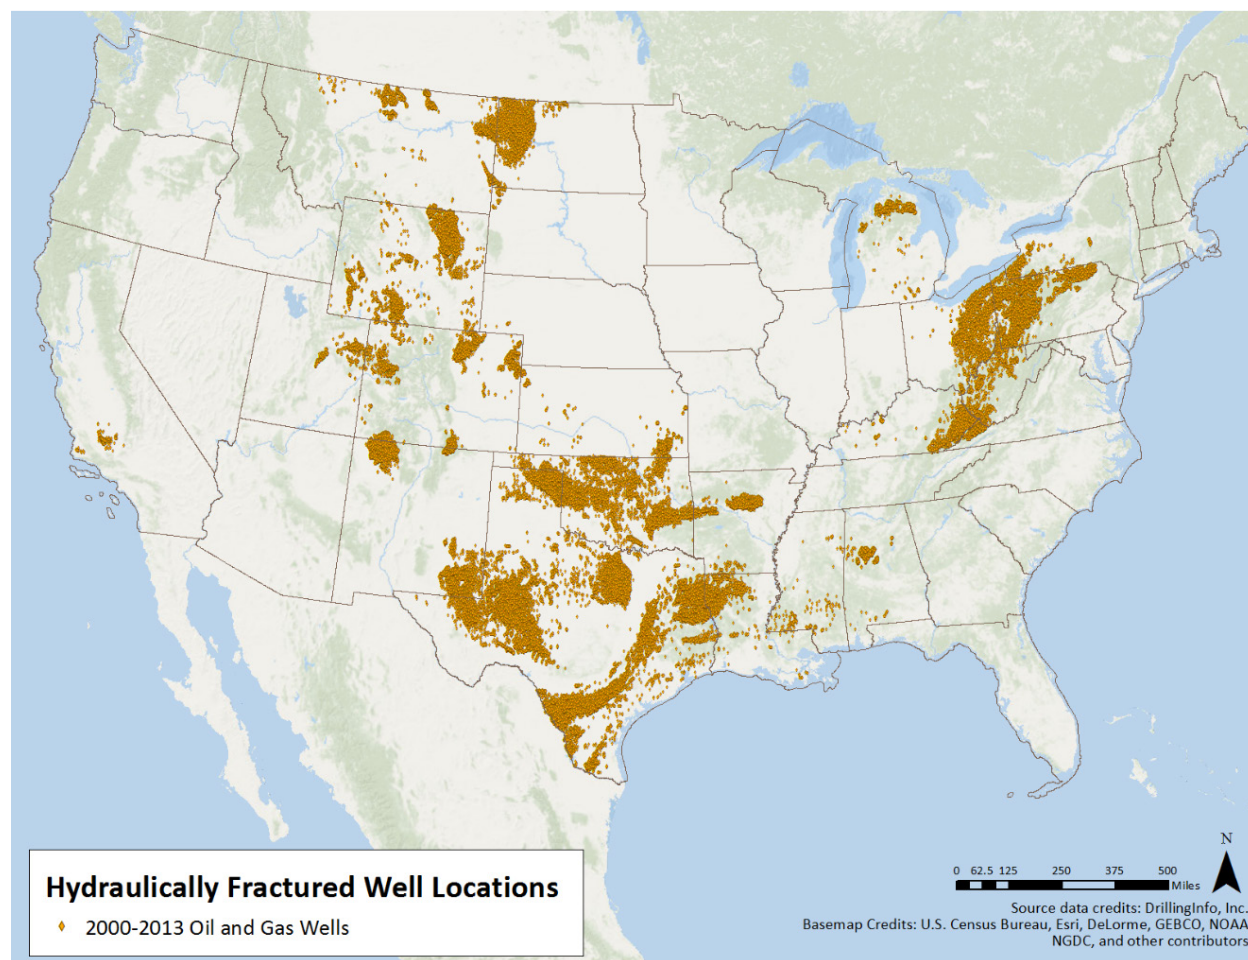 Hydraulically Fractured Well Locations
2000-2013 Oil and Gas Wells
N
0 62.5 125 250 375 500
Miles
Source data credits: DrillingInfo, Inc.
Basemap Credits: U.S. Census Bureau, Esri, DeLorme, GEBCO, NOAA
NGDC, and other contributors